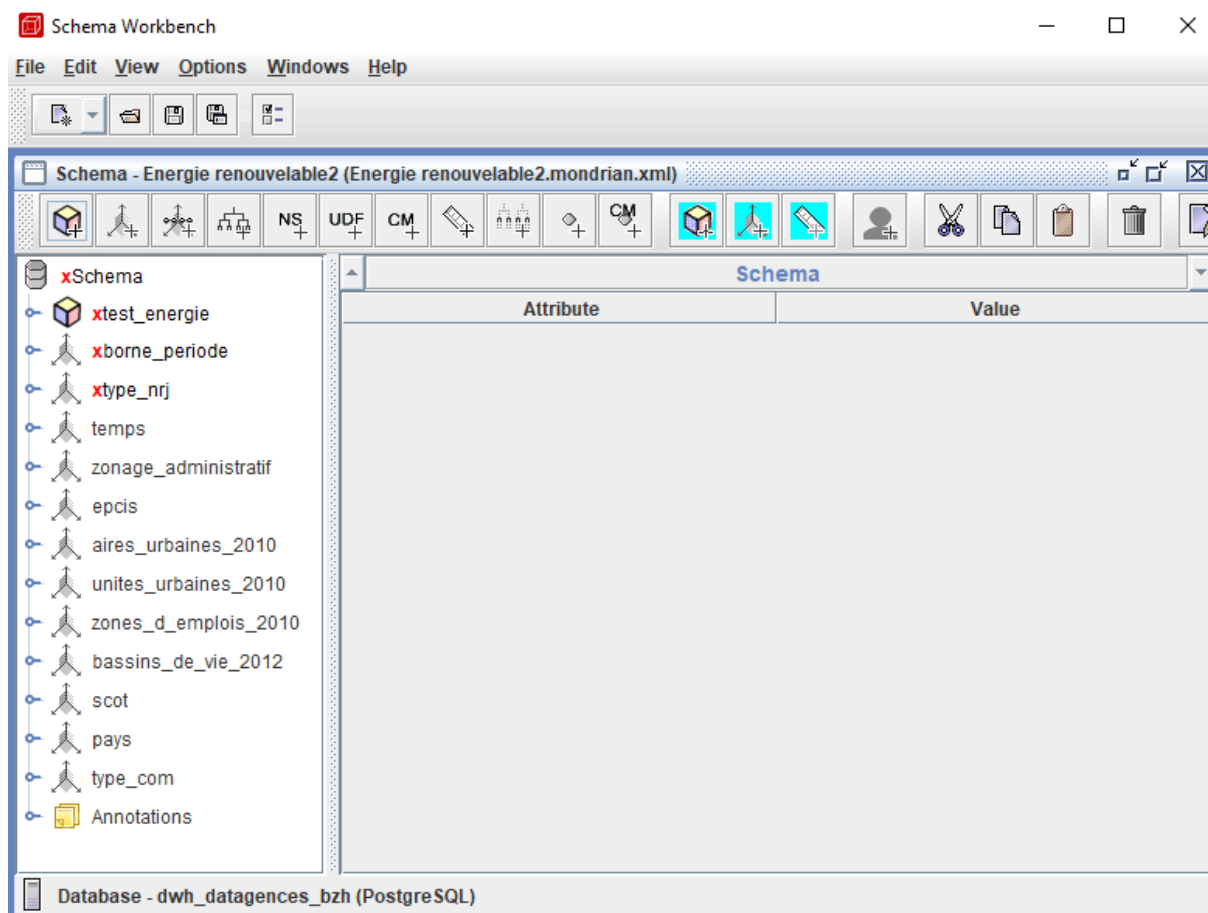 Schema Workbench
File Edit View Options Windows Help
Schema - Energie renouvelable2 (Energie renouvelable2.mondrian.xml)
NS UDF CM CM
xSchema
Schema
Attribute Value
xtest_energie
xborne_periode
xtype_nrj
temps
zonage_administratif
epcis
aires_urbaines_2010
unites_urbaines_2010
zones_d_emplois_2010
bassins_de_vie_2012
scot
pays
type_com
Annotations
Database - dwh_datagences_bzh (PostgreSQL)